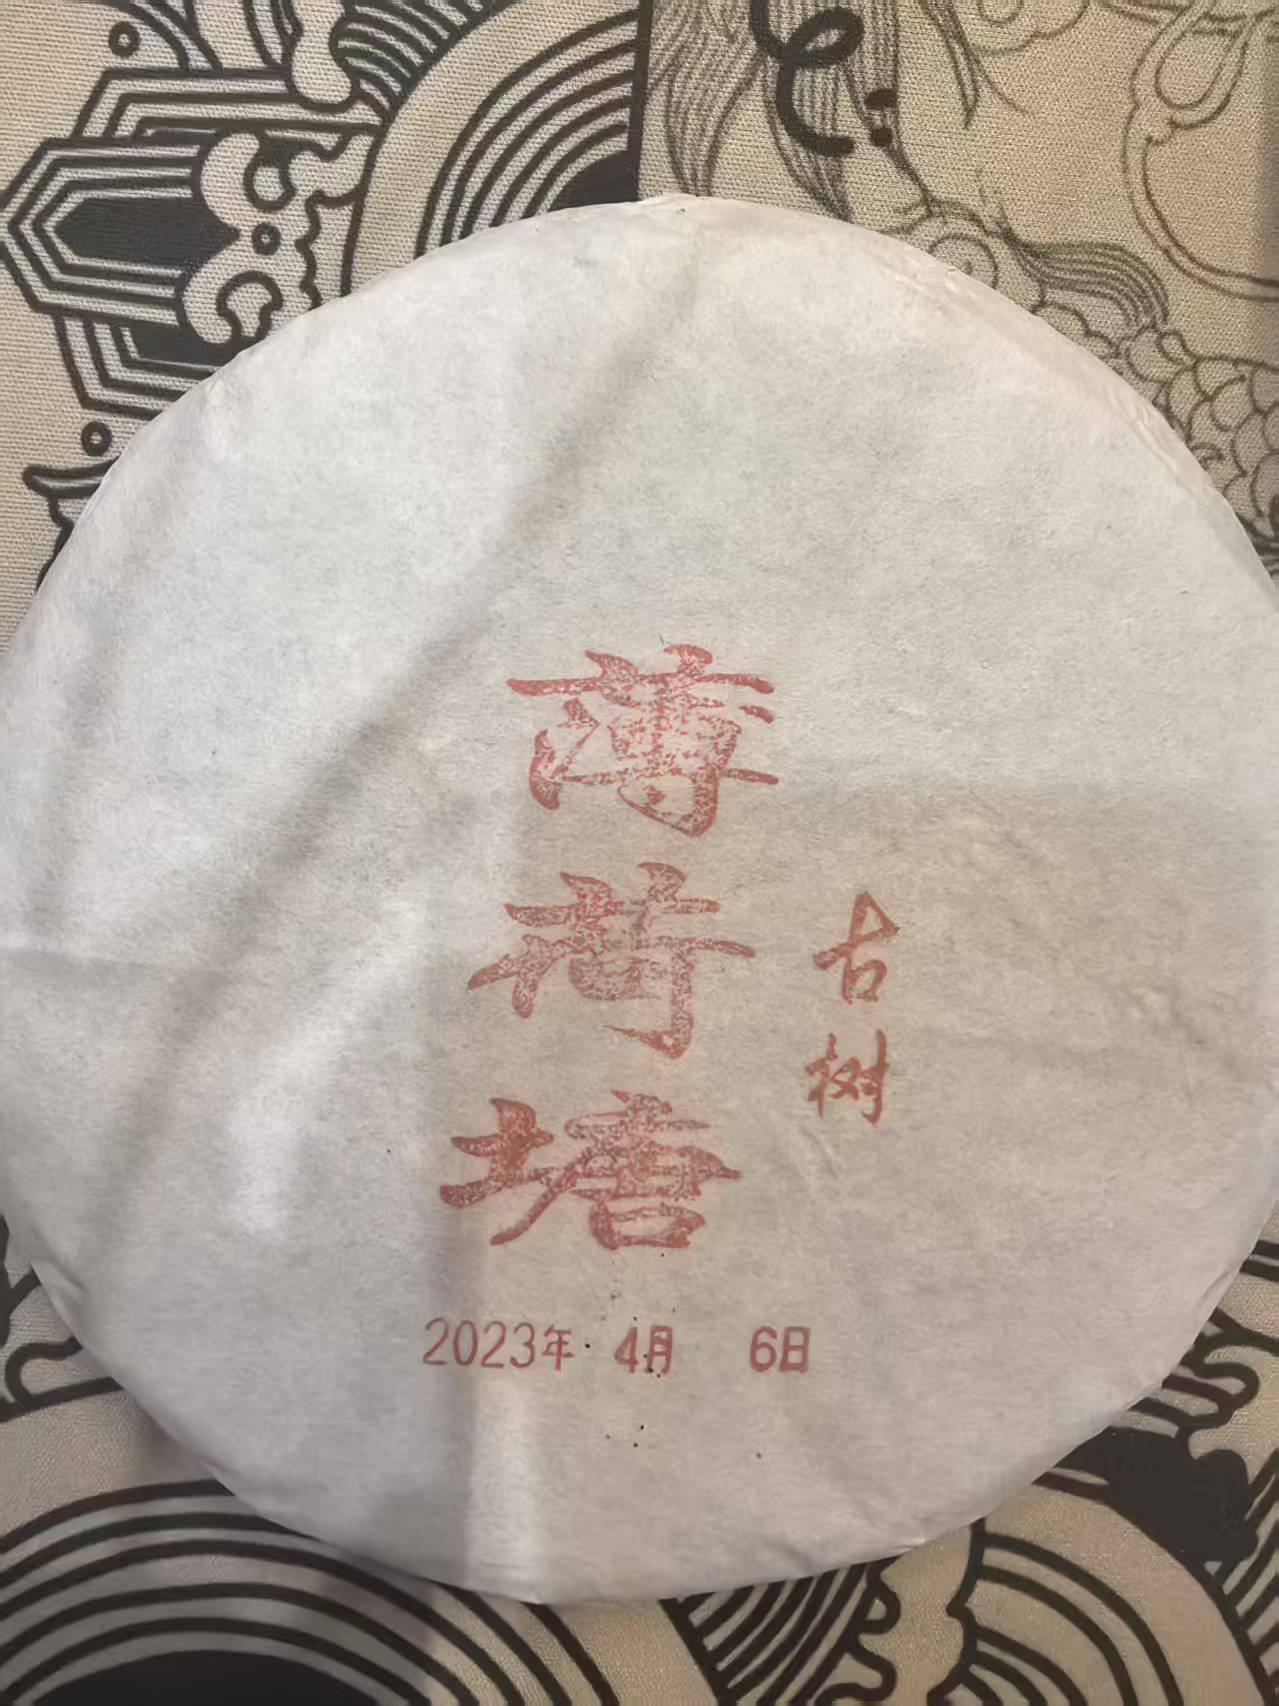 薄荷塘
古树
2023年 4月 6日